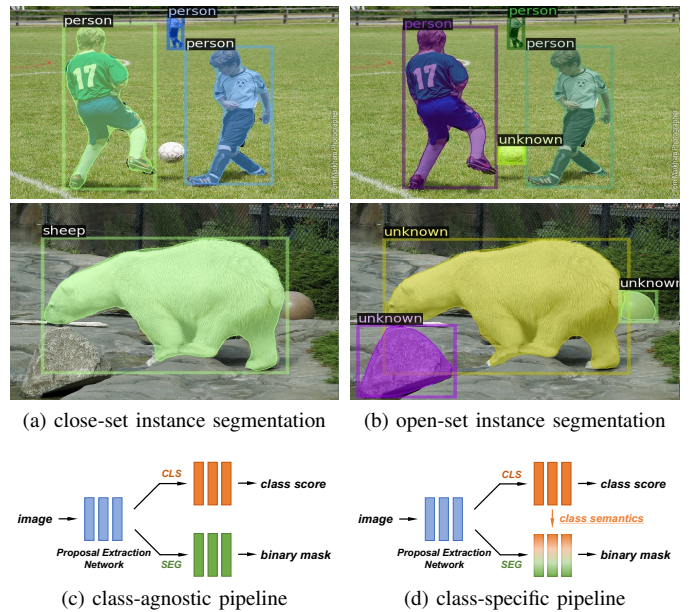 person
person
person
17
person
person
person
17
unknown
sheep
unknown
unknown
unknown
(a) close-set instance segmentation
(b) open-set instance segmentation
CLS
class score
image
Proposal Extraction
Network
SEG
binary mask
(c) class-agnostic pipeline
CLS
class score
class semantics
image
Proposal Extraction
Network
SEG
binary mask
(d) class-specific pipeline